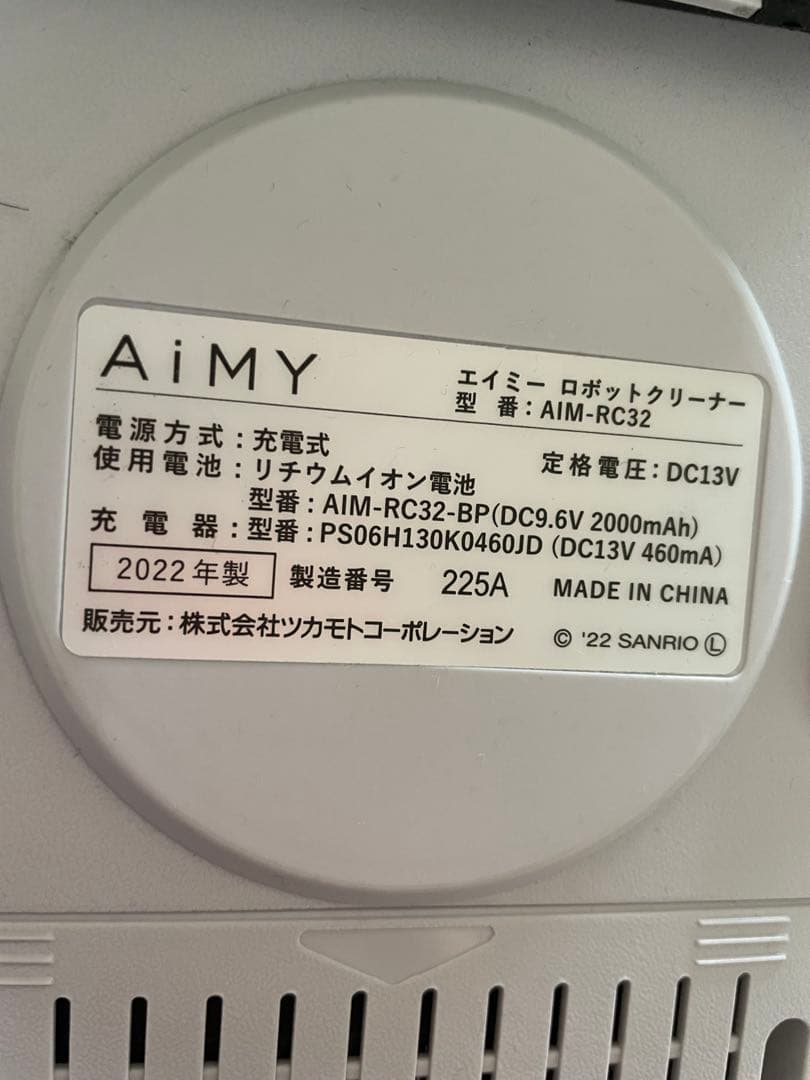 AiMY
エイミー ロボットクリーナー
型 番：AIM-RC32
電源方式：充電式
定格電圧：DC13V
使用電池：リチウムイオン電池
型番：AIM-RC32-BP(DC9.6V 2000mAh)
充 電 器：型番：PS06H130K0460JD (DC13V 460mA)
2022年製 製造番号 225A MADE IN CHINA
販売元：株式会社ツカモトコーポレーション © '22 SANRIO Ⓛ